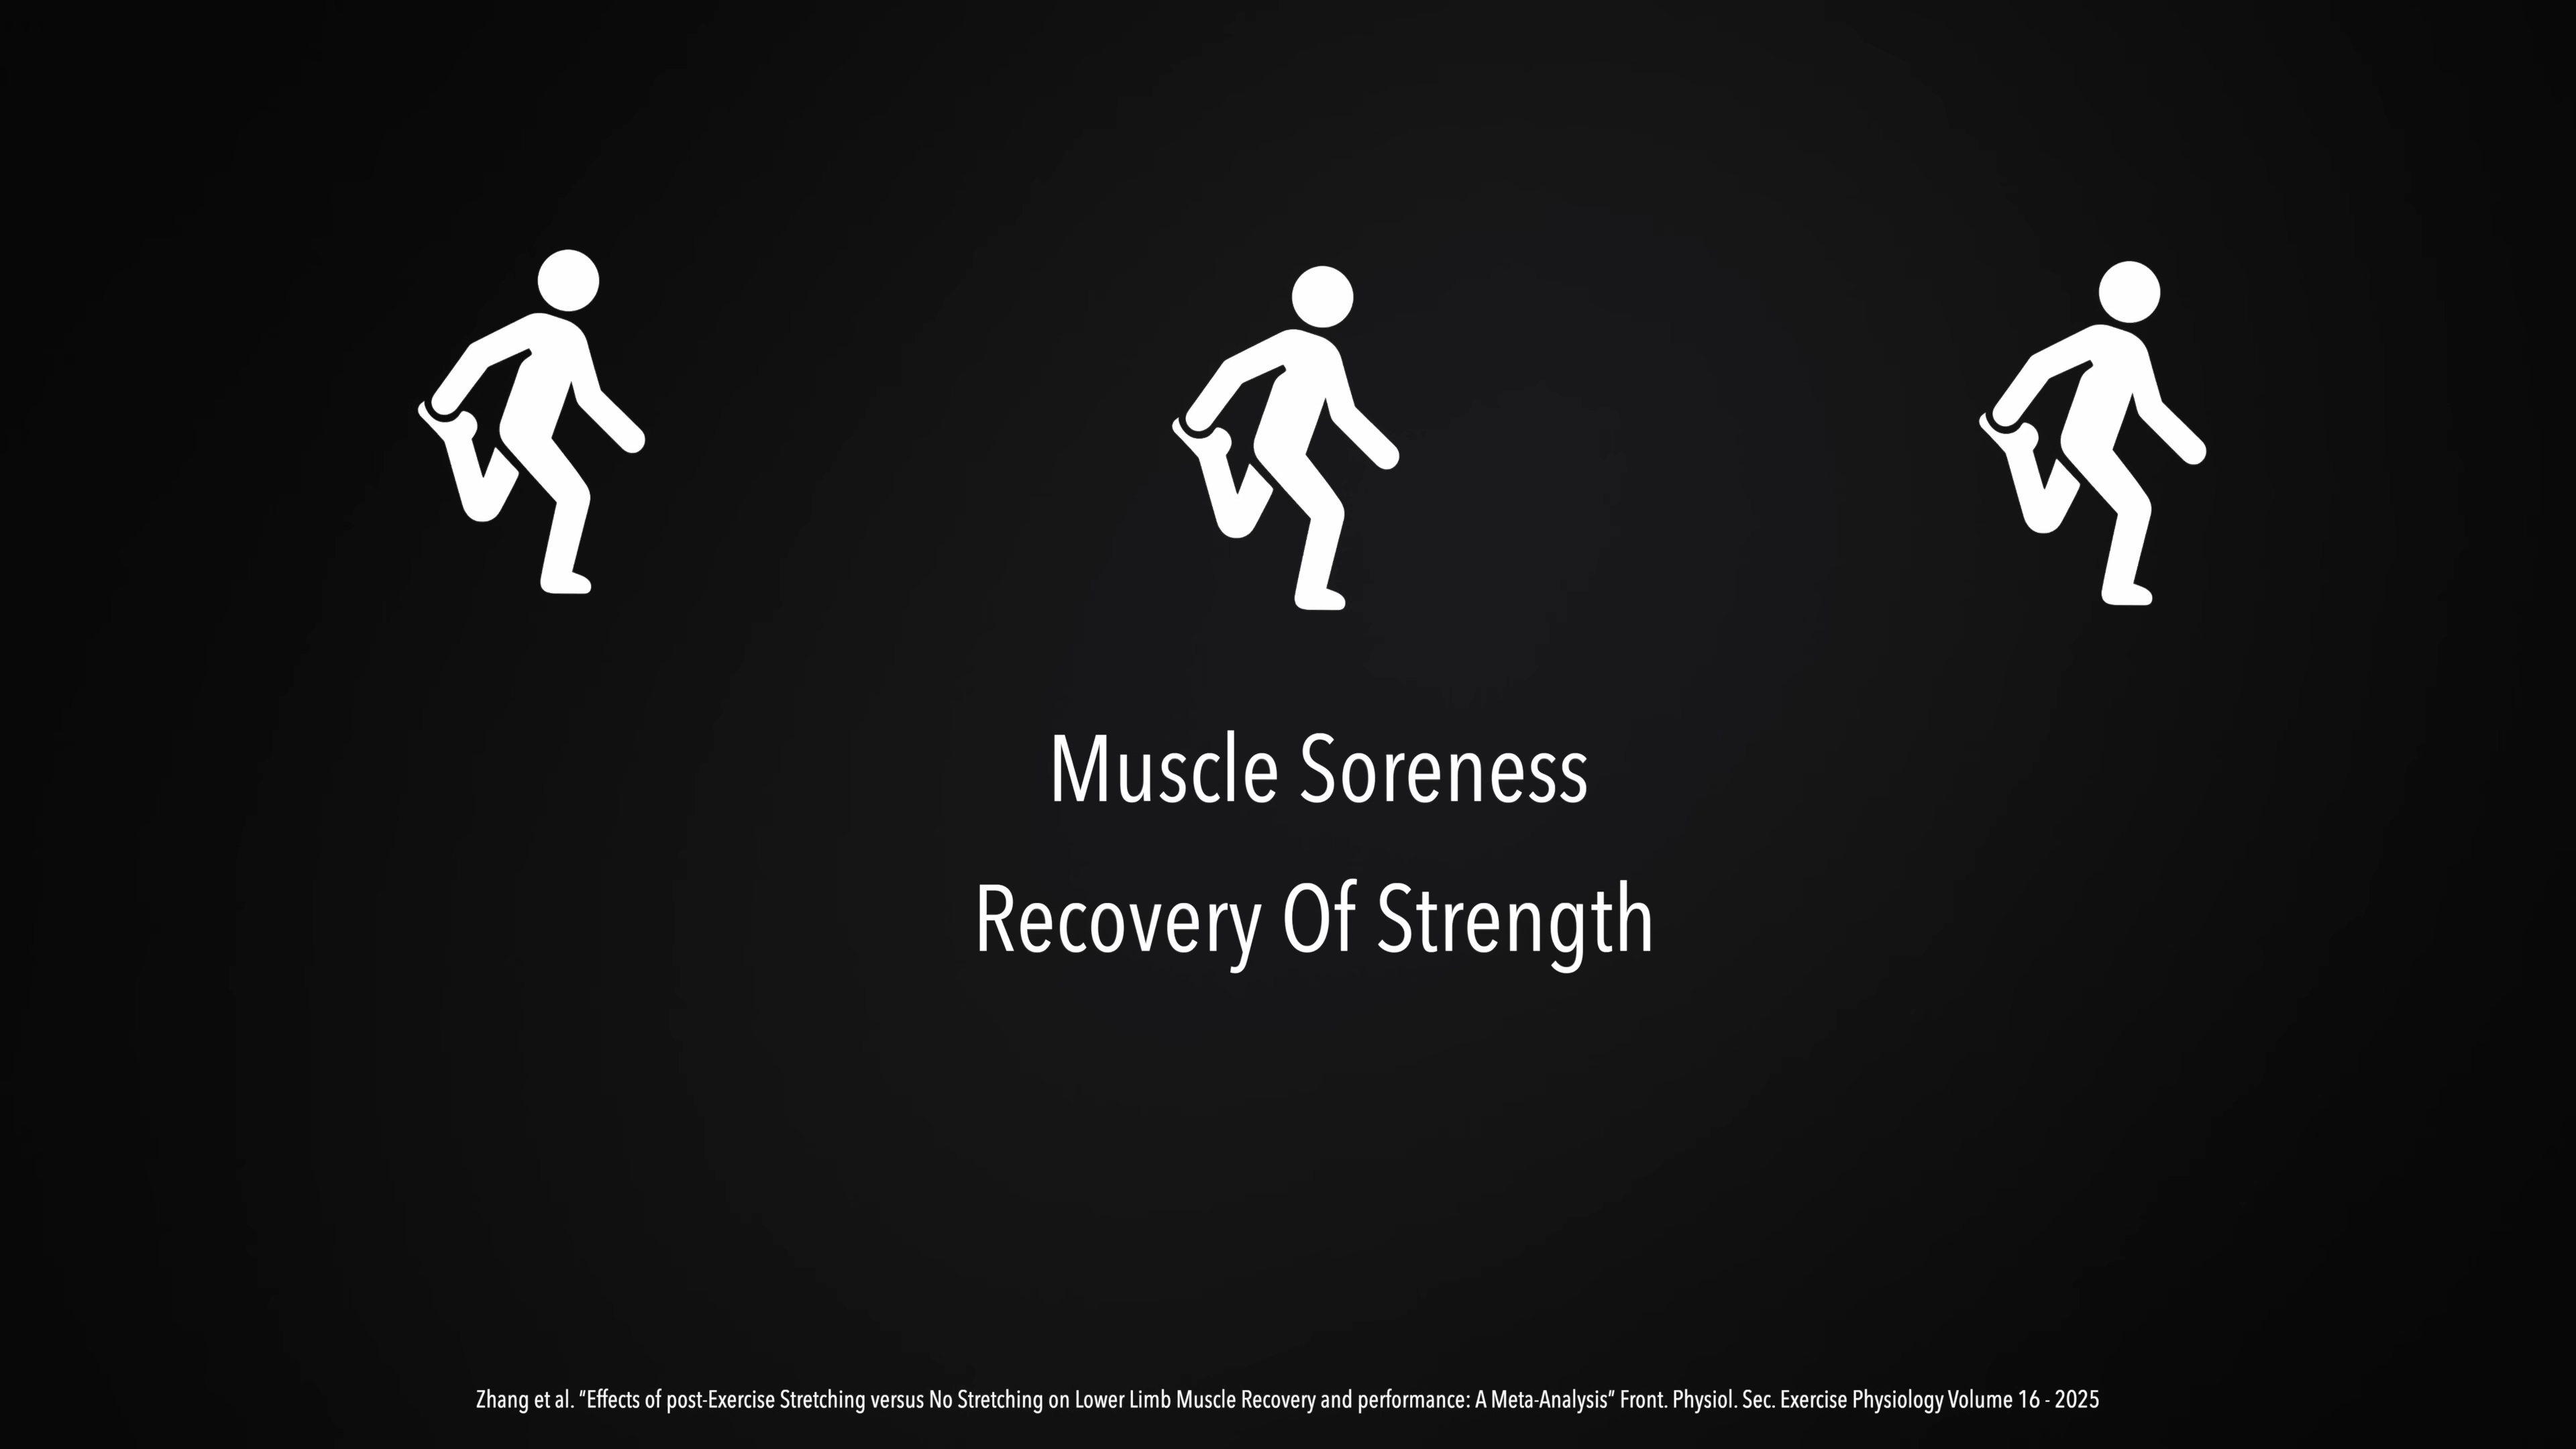 Muscle Soreness
Recovery Of Strength
Zhang et al. “Effects of post-Exercise Stretching versus No Stretching on Lower Limb Muscle Recovery and performance: A Meta-Analysis” Front. Physiol. Sec. Exercise Physiology Volume 16 - 2025